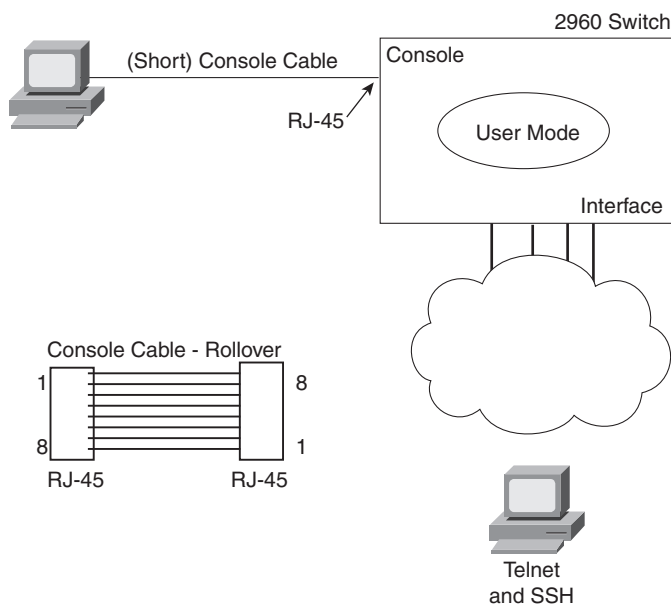 2960 Switch
(Short) Console Cable
Console
RJ-45
User Mode
Interface
Console Cable - Rollover
1
8
8
1
RJ-45
RJ-45
Telnet
and SSH